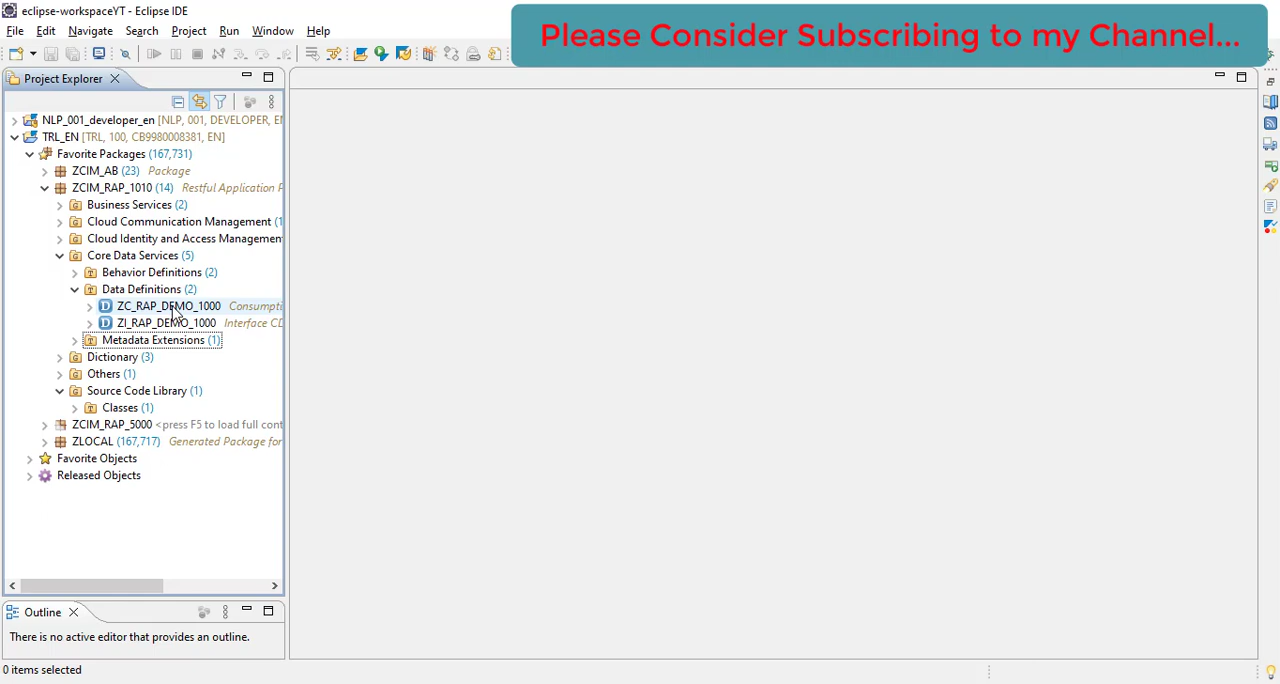 eclipse-workspaceYT - Eclipse IDE
File Edit Navigate Search Project Run Window Help
Please Consider Subscribing to my Channel...
Project Explorer
NLP_001_developer_en [NLP, 001, DEVELOPER, EN
TRL_EN [TRL, 100, CB9980008381, EN]
Favorite Packages (167,731)
ZCIM_AB (23) Package
ZCIM_RAP_1010 (14) Restful Application P
Business Services (2)
Cloud Communication Management (1
Cloud Identity and Access Management
Core Data Services (5)
Behavior Definitions (2)
Data Definitions (2)
ZC_RAP_DEMO_1000 Consumpti
ZI_RAP_DEMO_1000 Interface CD
Metadata Extensions (1)
Dictionary (3)
Others (1)
Source Code Library (1)
Classes (1)
ZCIM_RAP_5000 <press F5 to load full cont
ZLOCAL (167,717) Generated Package for
Favorite Objects
Released Objects
Outline
There is no active editor that provides an outline.
0 items selected